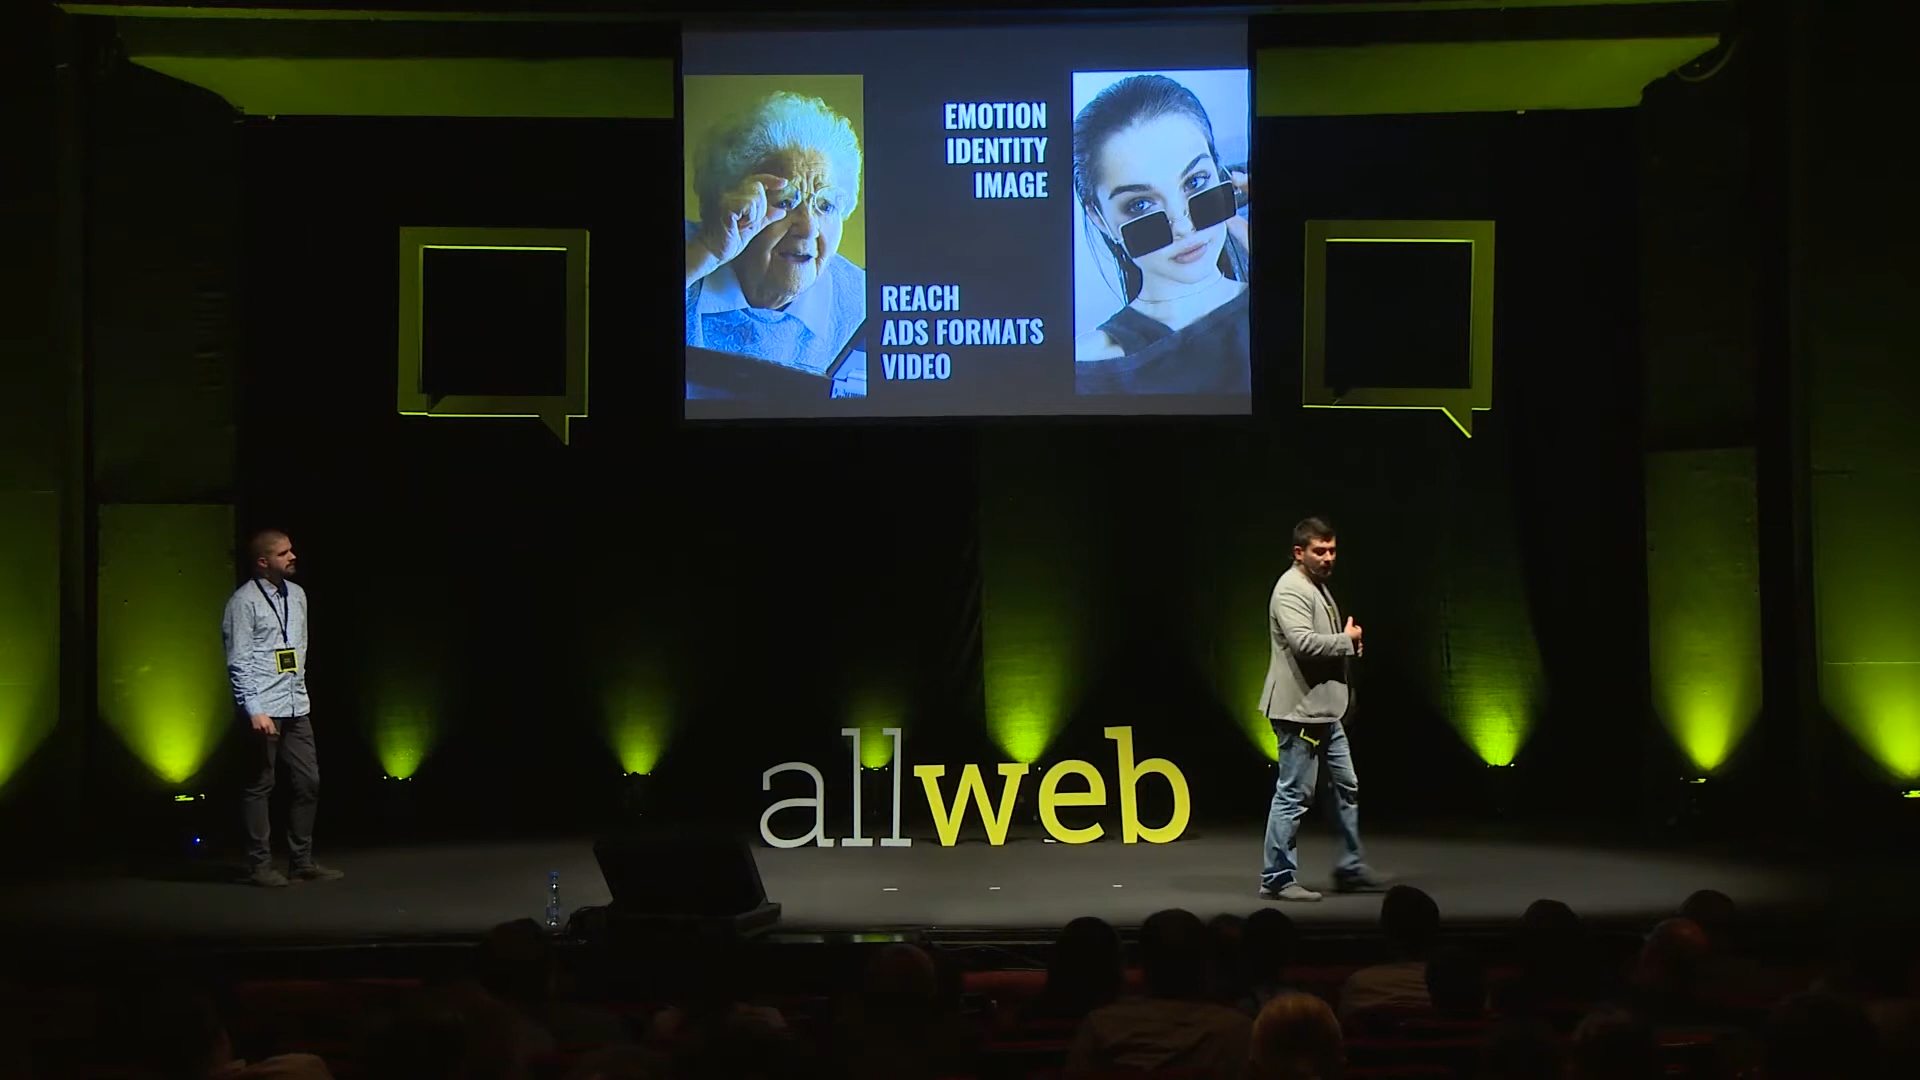 EMOTION
IDENTITY
IMAGE
REACH
ADS FORMATS
VIDEO
allweb